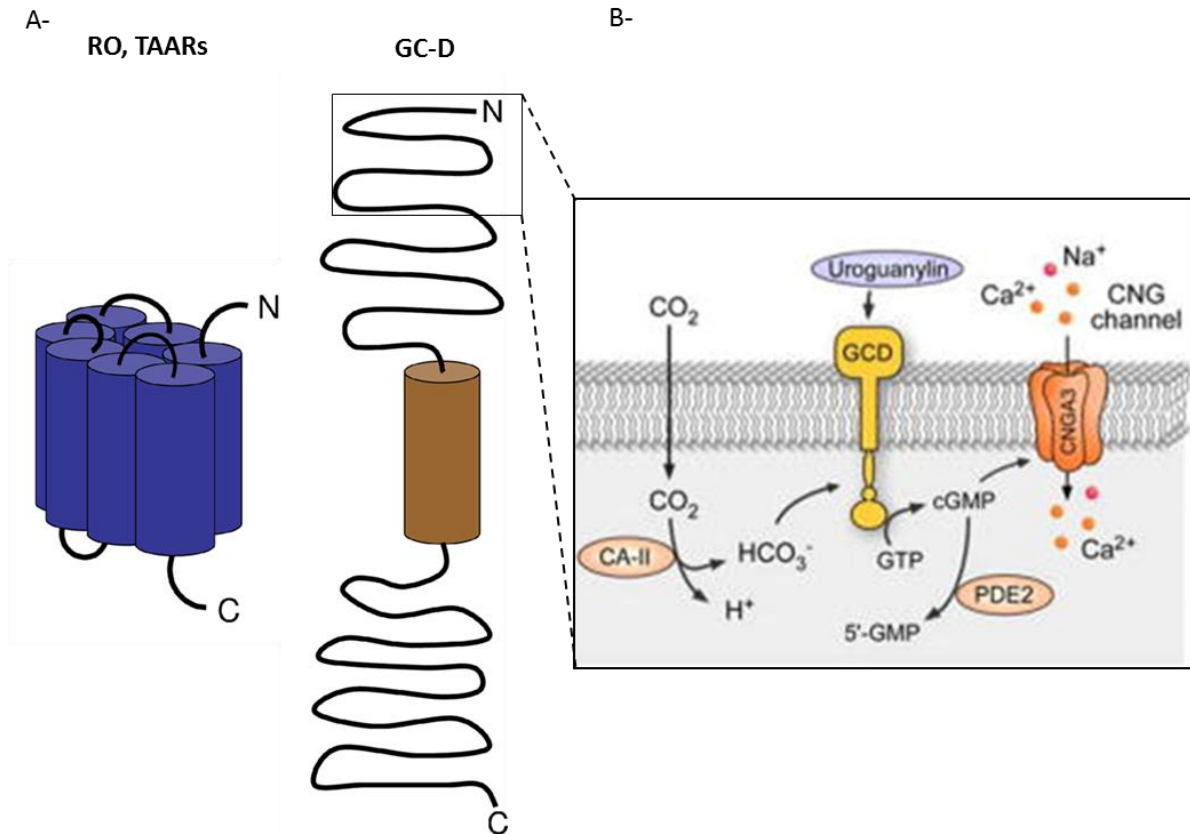 A-
RO, TAARs
GC-D
N
C
N
C
B-
Uroguanylin
Na⁺
Ca²⁺
CNG
channel
CO₂
GCD
CNGA3
CO₂
cGMP
CA-II
HCO₃⁻
GTP
Ca²⁺
H⁺
PDE2
5'-GMP